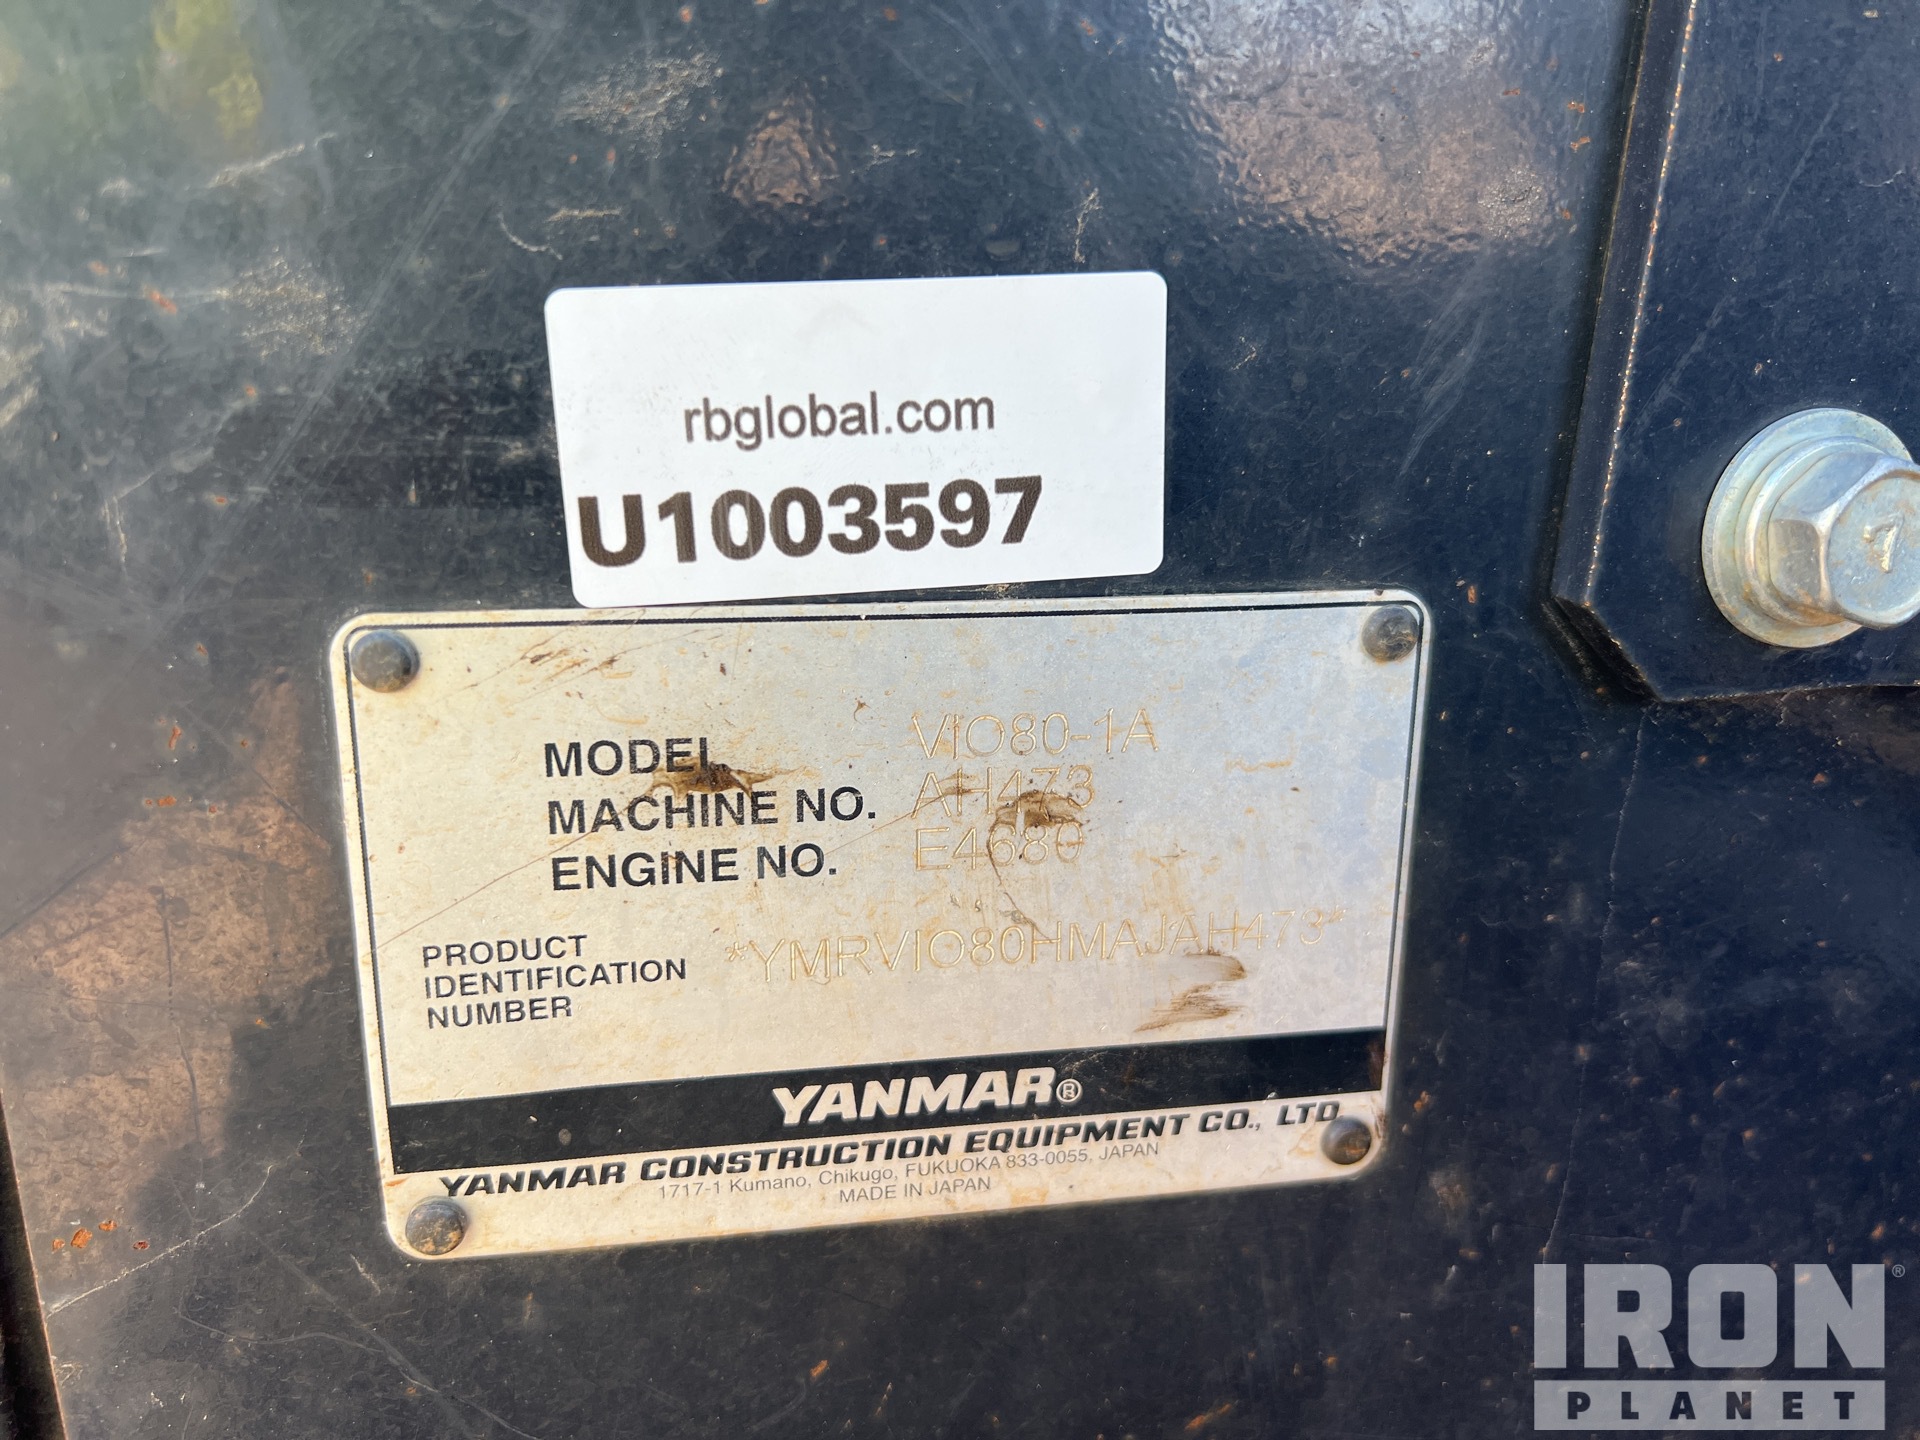 rbglobal.com
U1003597
MODEL VIO80-1A
MACHINE NO. AH473
ENGINE NO. E4680
PRODUCT
IDENTIFICATION
NUMBER
*YMRVIO80HMAJAH473*
YANMAR®
YANMAR CONSTRUCTION EQUIPMENT CO., LTD.
1717-1 Kumano, Chikugo, FUKUOKA 833-0055, JAPAN
MADE IN JAPAN
7
IRON®
PLANET